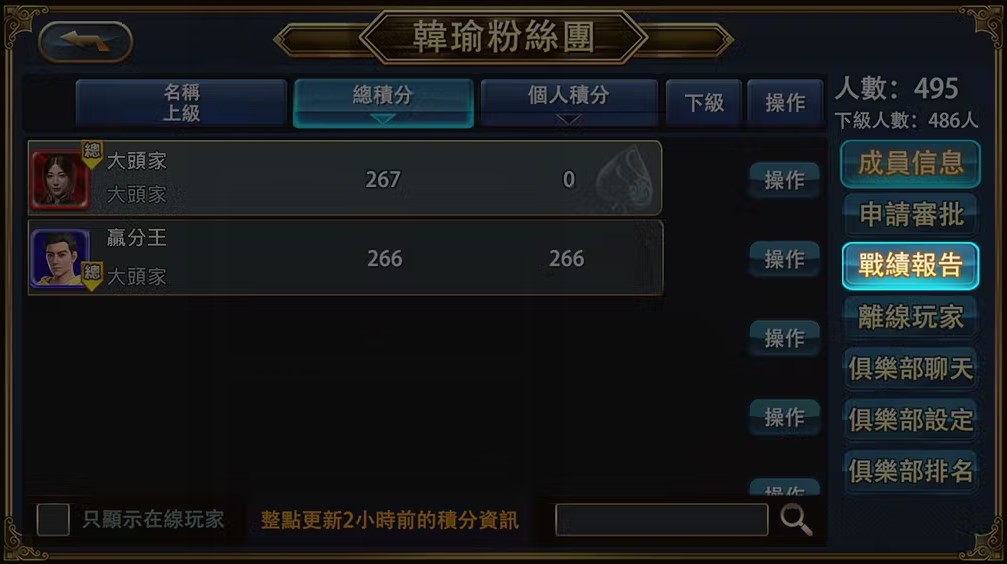 韓瑜粉絲團
名稱
上級
總積分
個人積分
下級
操作
人數：495
下級人數：486人
總
大頭家
大頭家
267
0
操作
贏分王
總
大頭家
266
266
操作
操作
操作
操作
成員信息
申請審批
戰績報告
離線玩家
俱樂部聊天
俱樂部設定
俱樂部排名
只顯示在線玩家
整點更新2小時前的積分資訊